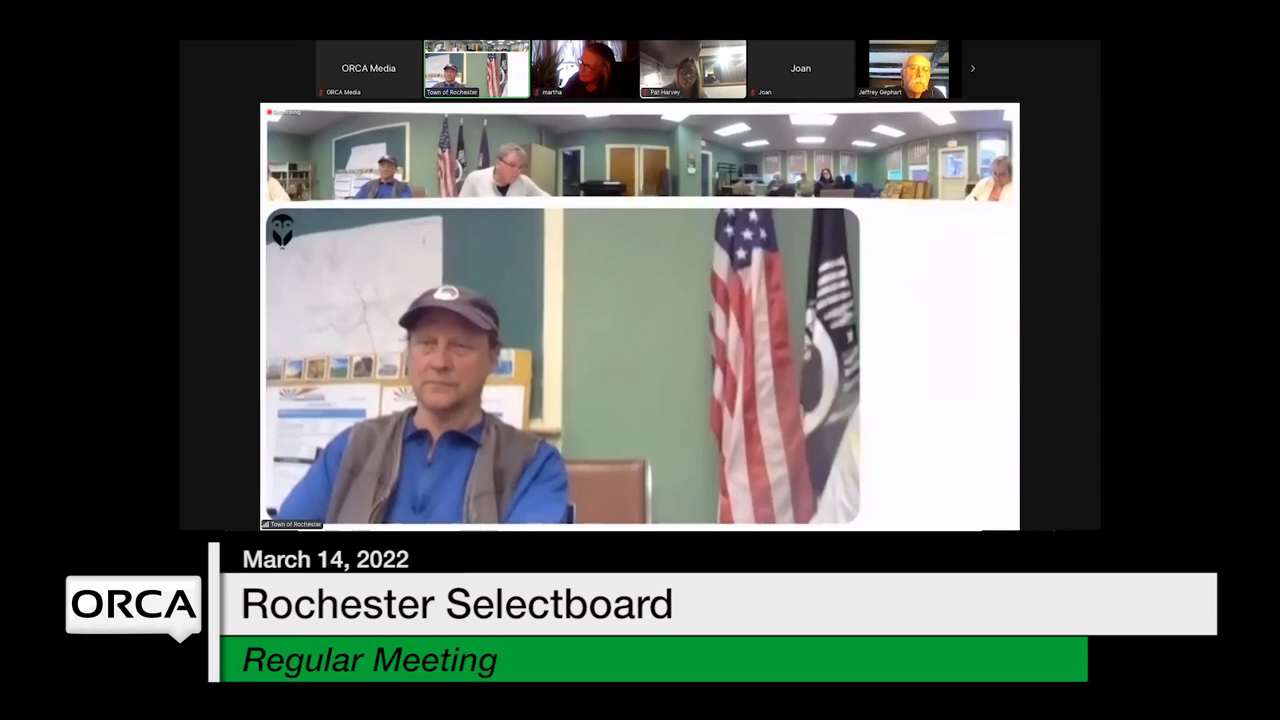 ORCA Media
Joan
ORCA Media
Town of Rochester
martha
Pat Harvey
Joan
Jeffrey Gephart
Town of Rochester
March 14, 2022
ORCA
Rochester Selectboard
Regular Meeting